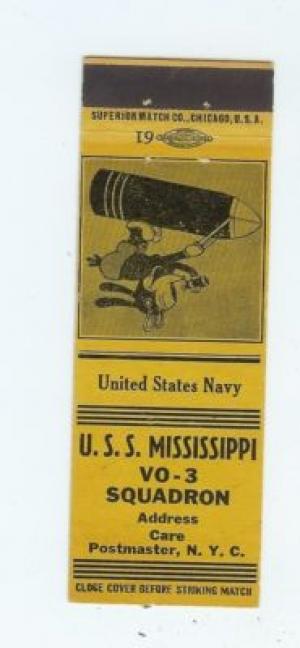 SUPERIOR MATCH CO., CHICAGO, U.S.A.
19
United States Navy
U.S.S. MISSISSIPPI
VO-3
SQUADRON
Address
Care
Postmaster, N.Y.C.
CLOSE COVER BEFORE STRIKING MATCH